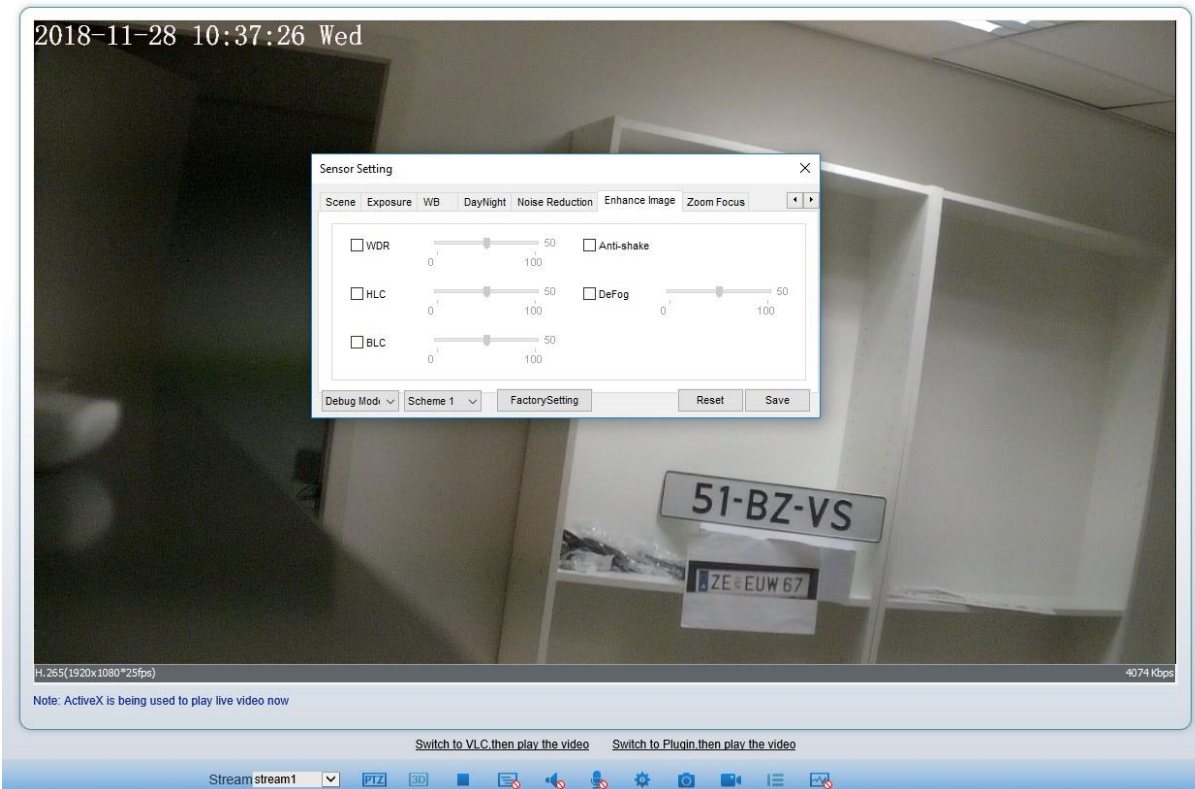 2018-11-28 10:37:26 Wed
Sensor Setting
Scene Exposure WB DayNight Noise Reduction Enhance Image Zoom Focus
WDR 50 Anti-shake
0 100
HLC 50 DeFog 50
0 100 0 100
BLC 50
0 100
Debug Mode Scheme 1 FactorySetting Reset Save
51-BZ-VS
ZE EUW 67
H.265(1920x1080*25fps) 4074 Kbps
Note: ActiveX is being used to play live video now
Switch to VLC,then play the video Switch to Plugin,then play the video
Stream stream1 PTZ 3D